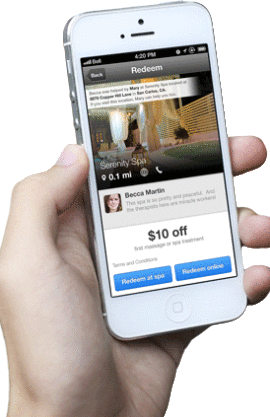 Bell
4:20 PM
Back
Redeem
Becca was helped by Mary at Serenity Spa located at
6870 Copper Hill Lane in San Carlos, CA.
If you visit this location, Mary can help you
Serenity Spa
0.1 mi
Becca Martin
This spa is so pretty and peaceful. And
the therapists here are miracle workers!
$10 off
first massage or spa treatment
Terms and Conditions
Redeem at spa
Redeem online